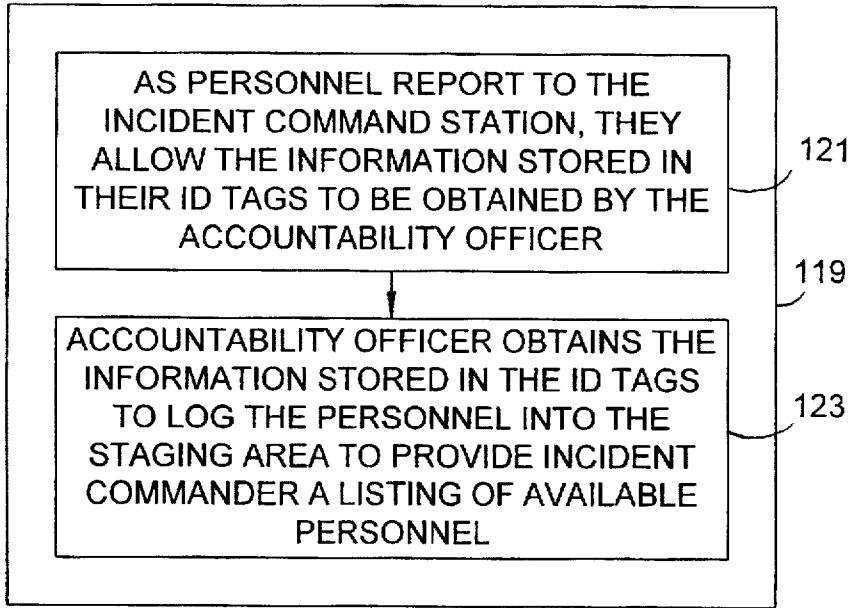 AS PERSONNEL REPORT TO THE
INCIDENT COMMAND STATION, THEY
ALLOW THE INFORMATION STORED IN
THEIR ID TAGS TO BE OBTAINED BY THE
ACCOUNTABILITY OFFICER
121
119
ACCOUNTABILITY OFFICER OBTAINS THE
INFORMATION STORED IN THE ID TAGS
TO LOG THE PERSONNEL INTO THE
STAGING AREA TO PROVIDE INCIDENT
COMMANDER A LISTING OF AVAILABLE
PERSONNEL
123